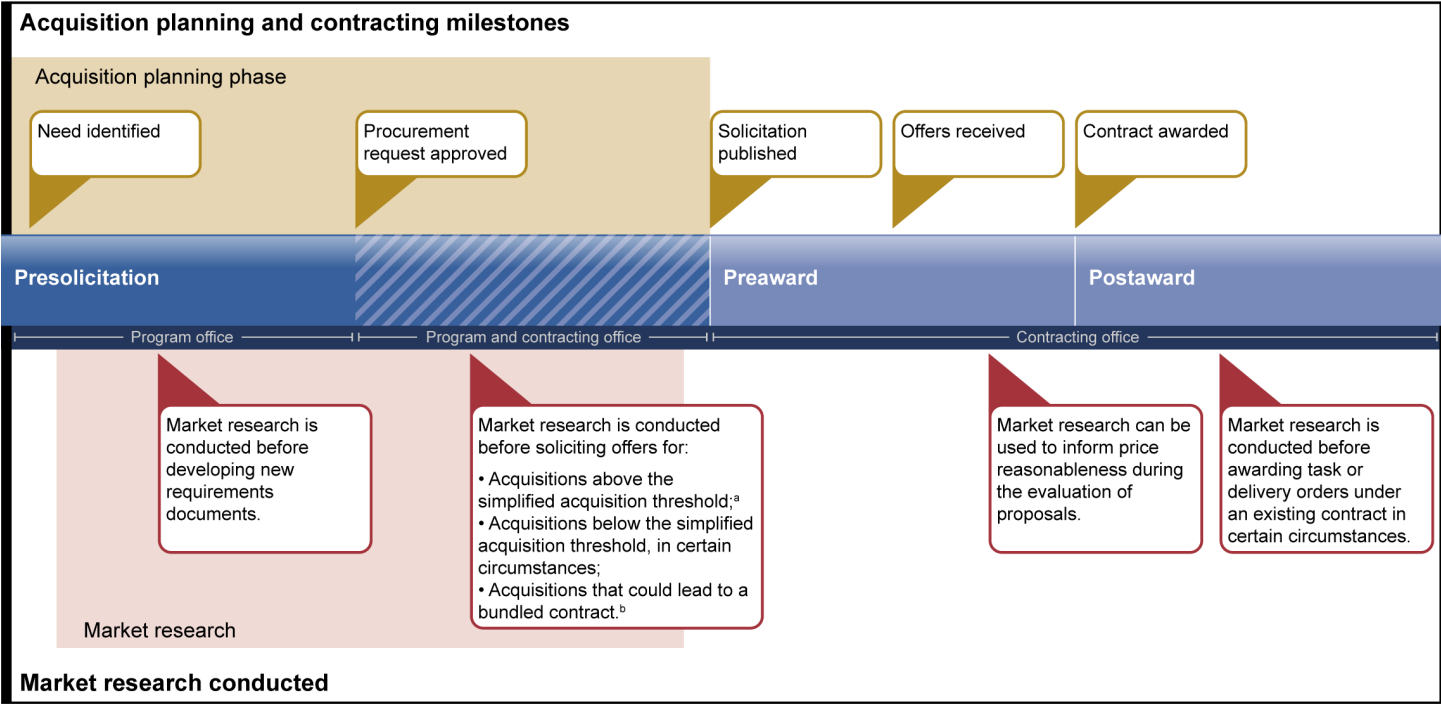 Acquisition planning and contracting milestones
Acquisition planning phase
Need identified
Procurement
request approved
Solicitation
published
Offers received
Contract awarded
Presolicitation
Preaward
Postaward
Program office
Program and contracting office
Contracting office
Market research is
conducted before
developing new
requirements
documents.
Market research is conducted
before soliciting offers for:
• Acquisitions above the
simplified acquisition threshold;ᵃ
• Acquisitions below the simplified
acquisition threshold, in certain
circumstances;
• Acquisitions that could lead to a
bundled contract.ᵇ
Market research can be
used to inform price
reasonableness during
the evaluation of
proposals.
Market research is
conducted before
awarding task or
delivery orders under
an existing contract in
certain circumstances.
Market research
Market research conducted